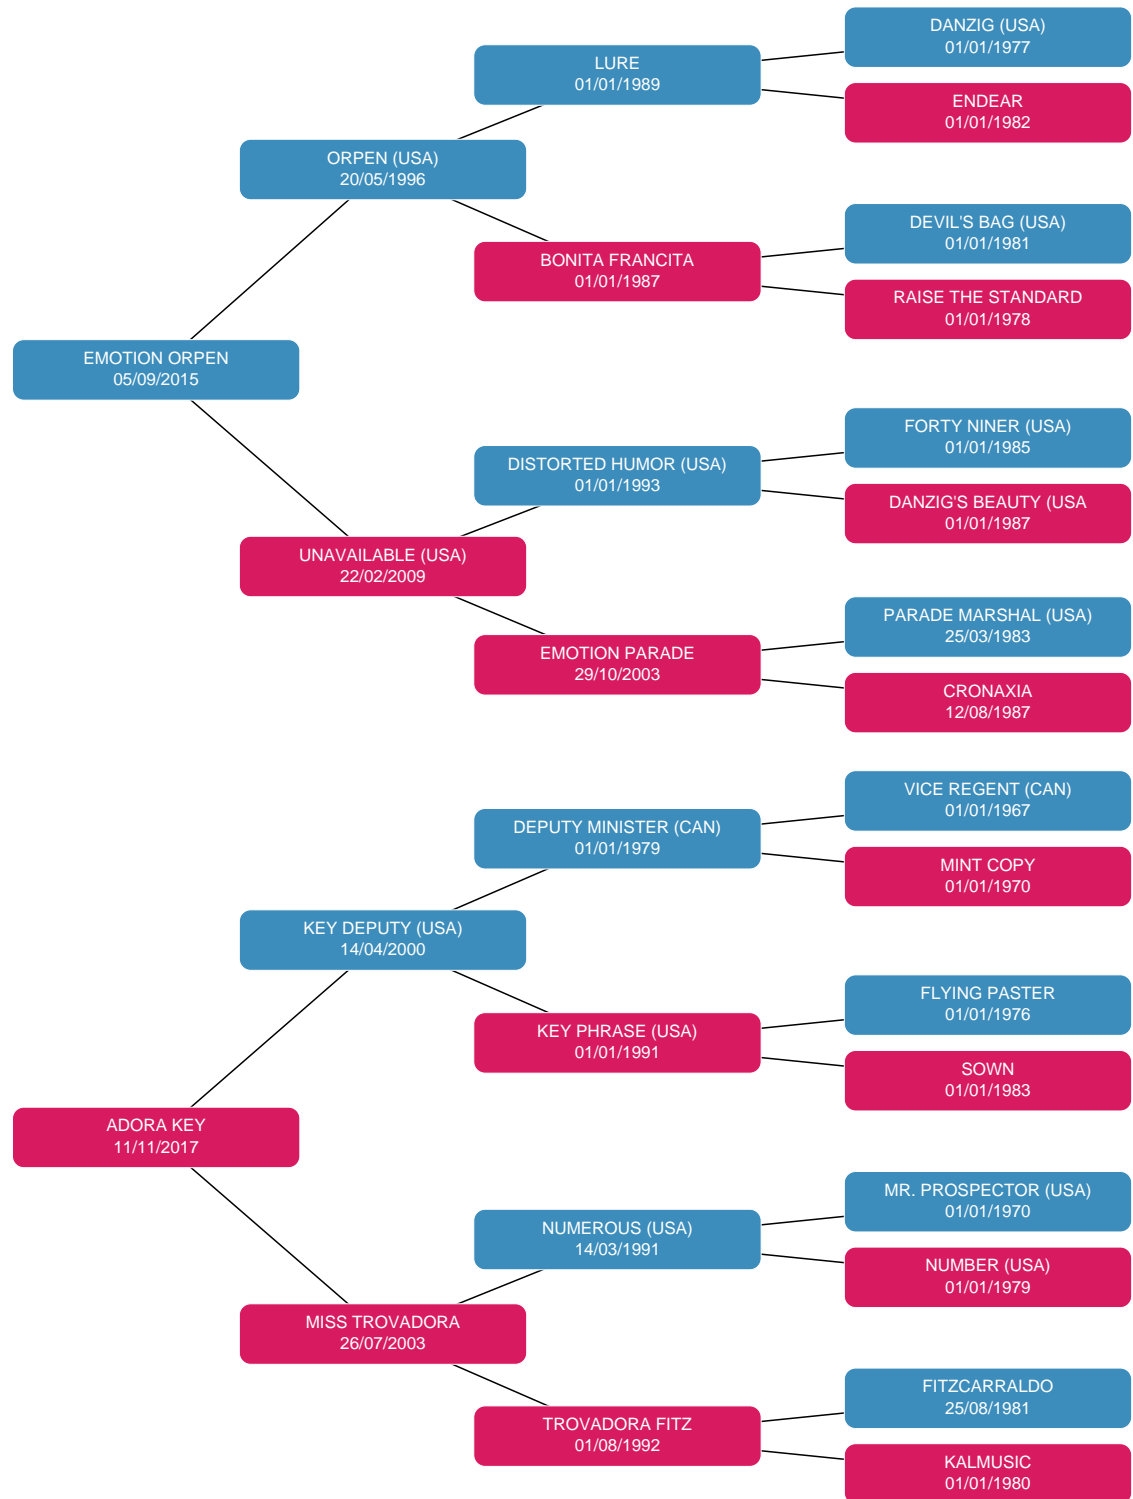 DANZIG (USA)
01/01/1977
LURE
01/01/1989
ENDEAR
01/01/1982
ORPEN (USA)
20/05/1996
DEVIL'S BAG (USA)
01/01/1981
BONITA FRANCITA
01/01/1987
RAISE THE STANDARD
01/01/1978
EMOTION ORPEN
05/09/2015
FORTY NINER (USA)
01/01/1985
DISTORTED HUMOR (USA)
01/01/1993
DANZIG'S BEAUTY (USA
01/01/1987
UNAVAILABLE (USA)
22/02/2009
PARADE MARSHAL (USA)
25/03/1983
EMOTION PARADE
29/10/2003
CRONAXIA
12/08/1987
VICE REGENT (CAN)
01/01/1967
DEPUTY MINISTER (CAN)
01/01/1979
MINT COPY
01/01/1970
KEY DEPUTY (USA)
14/04/2000
FLYING PASTER
01/01/1976
KEY PHRASE (USA)
01/01/1991
SOWN
01/01/1983
ADORA KEY
11/11/2017
MR. PROSPECTOR (USA)
01/01/1970
NUMEROUS (USA)
14/03/1991
NUMBER (USA)
01/01/1979
MISS TROVADORA
26/07/2003
FITZCARRALDO
25/08/1981
TROVADORA FITZ
01/08/1992
KALMUSIC
01/01/1980